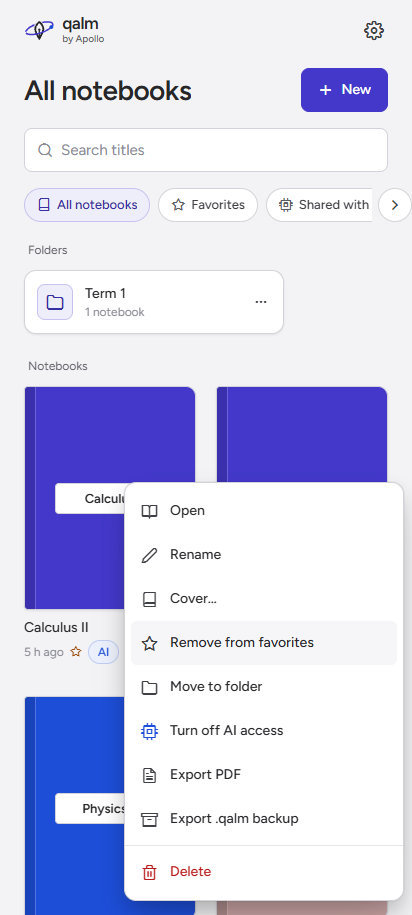 qalm
by Apollo
All notebooks
New
Search titles
All notebooks
Favorites
Shared with
Folders
Term 1
1 notebook
Notebooks
Calculus II
5 h ago
AI
Open
Rename
Cover...
Remove from favorites
Move to folder
Turn off AI access
Export PDF
Export .qalm backup
Delete